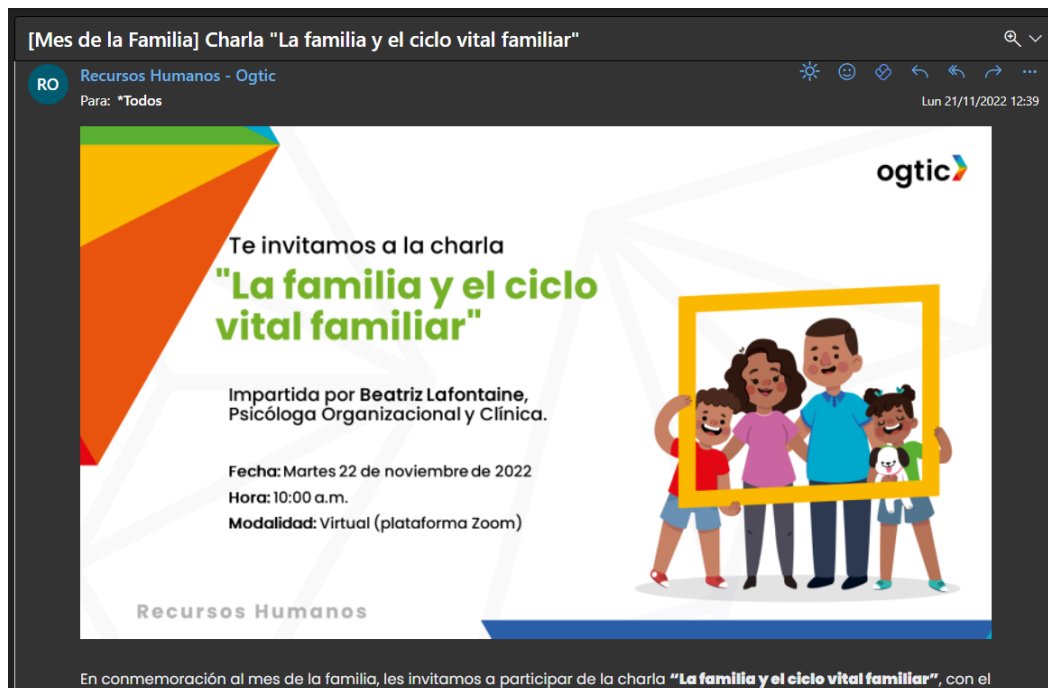 [Mes de la Familia] Charla "La familia y el ciclo vital familiar"
RO
Recursos Humanos - Ogtic
Para: *Todos
Lun 21/11/2022 12:39
ogtic
Te invitamos a la charla
"La familia y el ciclo
vital familiar"
Impartida por Beatriz Lafontaine,
Psicóloga Organizacional y Clínica.
Fecha: Martes 22 de noviembre de 2022
Hora: 10:00 a.m.
Modalidad: Virtual (plataforma Zoom)
Recursos Humanos
En conmemoración al mes de la familia, les invitamos a participar de la charla “La familia y el ciclo vital familiar”, con el